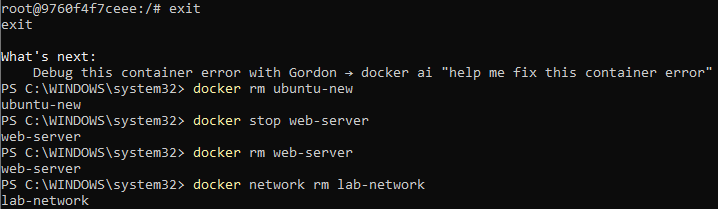 root@9760f4f7ceee:/# exit
exit

What's next:
    Debug this container error with Gordon → docker ai "help me fix this container error"
PS C:\WINDOWS\system32> docker rm ubuntu-new
ubuntu-new
PS C:\WINDOWS\system32> docker stop web-server
web-server
PS C:\WINDOWS\system32> docker rm web-server
web-server
PS C:\WINDOWS\system32> docker network rm lab-network
lab-network